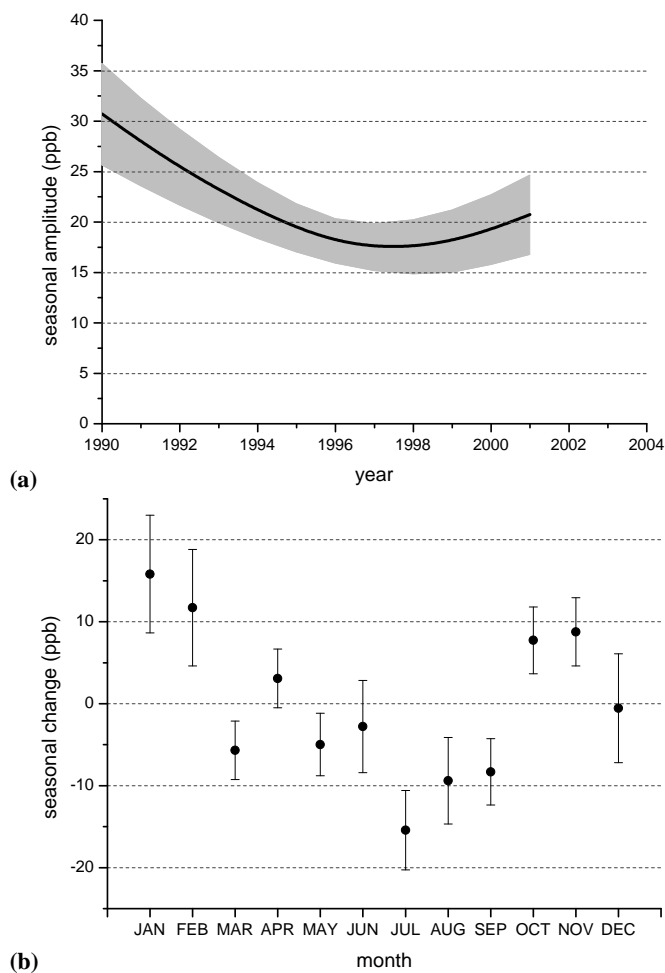 40
35
30
25
20
15
10
5
0
seasonal amplitude (ppb)
1990 1992 1994 1996 1998 2000 2002 2004
year
(a)
20
10
0
-10
-20
seasonal change (ppb)
JAN FEB MAR APR MAY JUN JUL AUG SEP OCT NOV DEC
month
(b)